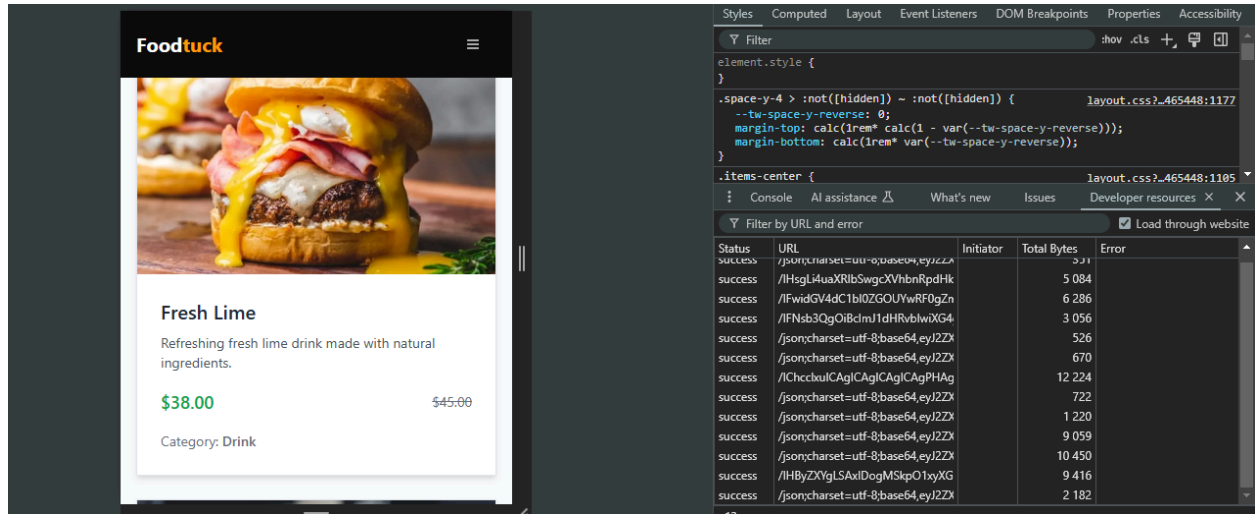 Foodtuck
Fresh Lime
Refreshing fresh lime drink made with natural
ingredients.
$38.00 $45.00
Category: Drink
Styles Computed Layout Event Listeners DOM Breakpoints Properties Accessibility
Filter :hov .cls
element.style {
}
.space-y-4 > :not([hidden]) ~ :not([hidden]) { layout.css?…465448:1177
--tw-space-y-reverse: 0;
margin-top: calc(1rem* calc(1 - var(--tw-space-y-reverse)));
margin-bottom: calc(1rem* var(--tw-space-y-reverse));
}
.items-center { layout.css?…465448:1105
Console AI assistance What's new Issues Developer resources
Filter by URL and error Load through website
Status URL Initiator Total Bytes Error
success /json;charset=utf-8;base64,eyJ2ZX 351
success 5 084
success 6 286
success 3 056
success /json;charset=utf-8;base64,eyJ2ZX 526
success /json;charset=utf-8;base64,eyJ2ZX 670
success 12 224
success /json;charset=utf-8;base64,eyJ2ZX 722
success /json;charset=utf-8;base64,eyJ2ZX 1 220
success /json;charset=utf-8;base64,eyJ2ZX 9 059
success /json;charset=utf-8;base64,eyJ2ZX 10 450
success 9 416
success /json;charset=utf-8;base64,eyJ2ZX 2 182